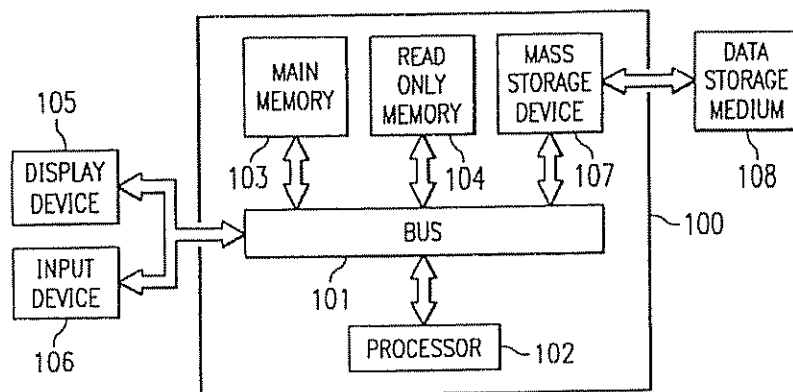 MAIN
MEMORY
103
READ
ONLY
MEMORY
104
MASS
STORAGE
DEVICE
107
DATA
STORAGE
MEDIUM
108
105
DISPLAY
DEVICE
INPUT
DEVICE
106
BUS
101
100
PROCESSOR
102